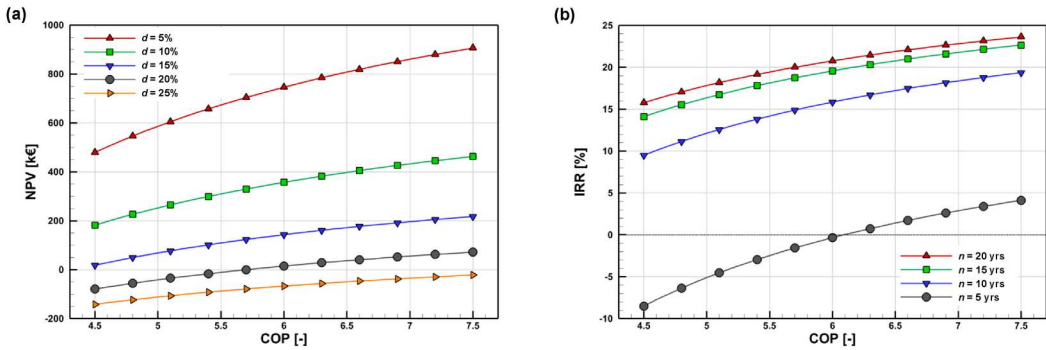 (a)
1000
800
600
400
200
0
-200
NPV [k€]
d = 5%
d = 10%
d = 15%
d = 20%
d = 25%
4.5 5 5.5 6 6.5 7 7.5
COP [-]
(b)
25
20
15
10
5
0
-5
-10
IRR [%]
n = 20 yrs
n = 15 yrs
n = 10 yrs
n = 5 yrs
4.5 5 5.5 6 6.5 7 7.5
COP [-]